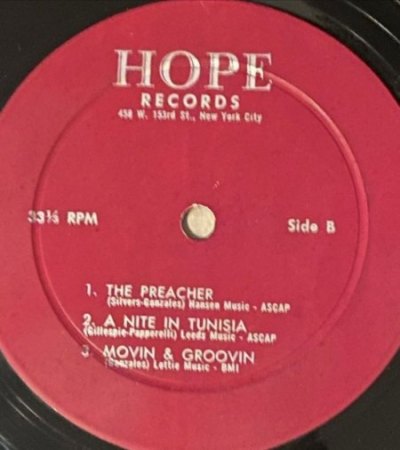 HOPE
RECORDS
458 W. 153rd St., New York City
33⅓ RPM
Side B
1. THE PREACHER
(Silvers-Gonzales) Hansen Music - ASCAP
2. A NITE IN TUNISIA
(Gillespie-Papperelli) Leeds Music - ASCAP
3. MOVIN & GROOVIN
(Gonzales) Lottie Music - BMI